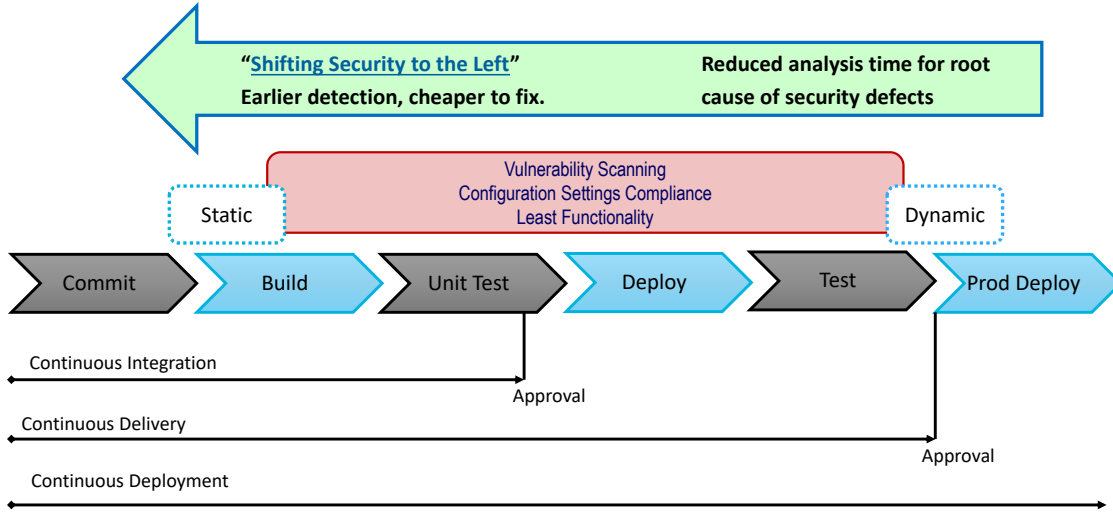 “Shifting Security to the Left”
Earlier detection, cheaper to fix.
Reduced analysis time for root
cause of security defects
Vulnerability Scanning
Configuration Settings Compliance
Least Functionality
Static
Dynamic
Commit
Build
Unit Test
Deploy
Test
Prod Deploy
Continuous Integration
Approval
Continuous Delivery
Approval
Continuous Deployment